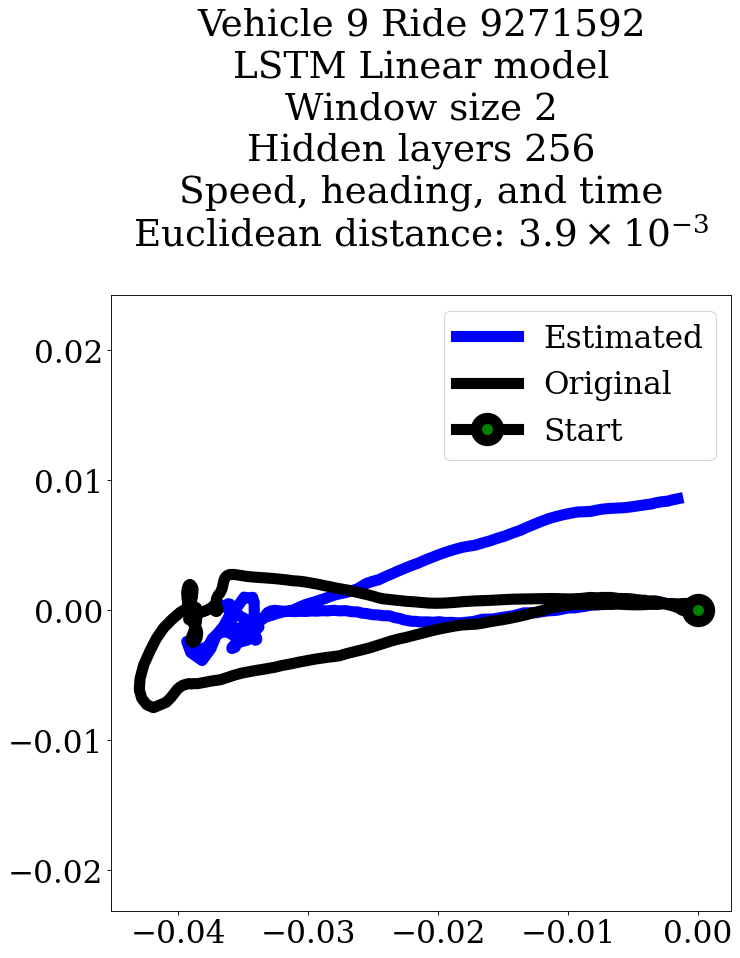 Vehicle 9 Ride 9271592
LSTM Linear model
Window size 2
Hidden layers 256
Speed, heading, and time
Euclidean distance: 3.9 × 10⁻³
Estimated
Original
Start
0.02
0.01
0.00
−0.01
−0.02
−0.04 −0.03 −0.02 −0.01 0.00